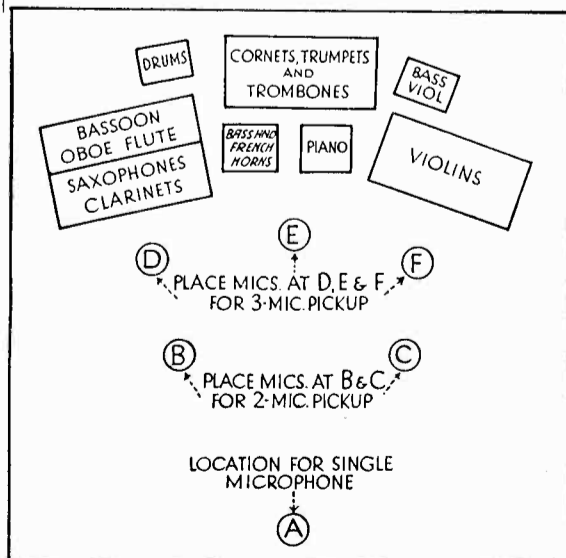 DRUMS
CORNETS, TRUMPETS
AND
TROMBONES
BASS
VIOL
BASSOON
OBOE FLUTE
SAXOPHONES
CLARINETS
BASS AND
FRENCH
HORNS
PIANO
VIOLINS
E
D
F
PLACE MICS. AT D, E & F
FOR 3-MIC. PICKUP
B
C
PLACE MICS. AT B & C
FOR 2-MIC. PICKUP
LOCATION FOR SINGLE
MICROPHONE
A